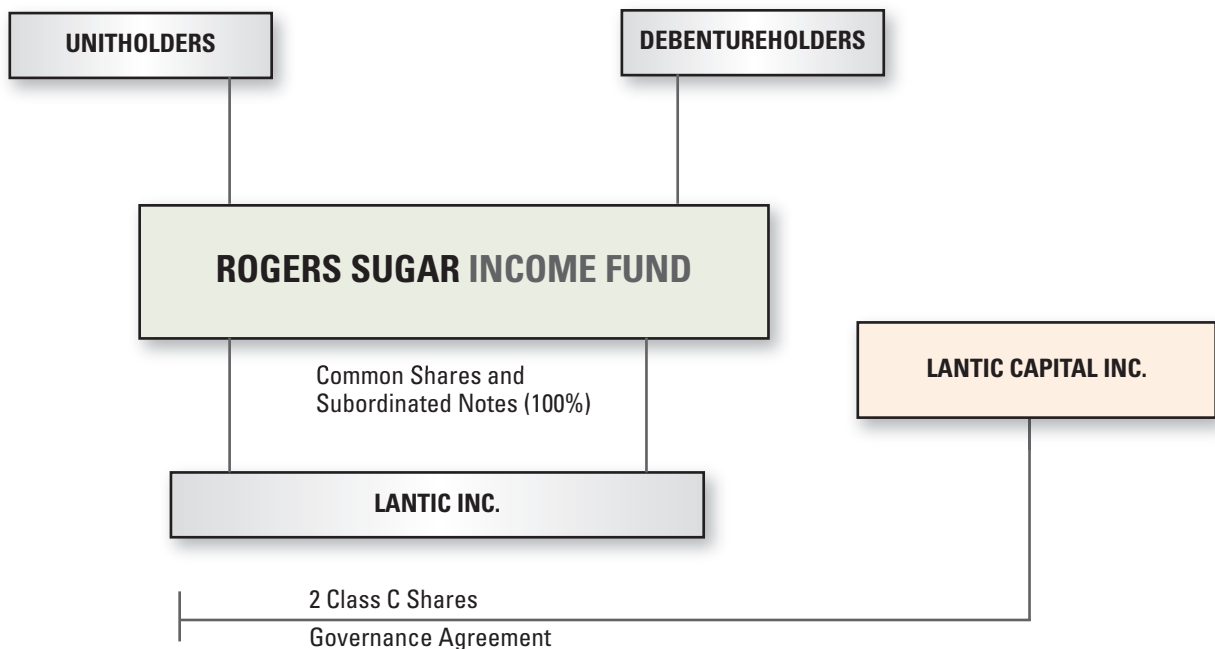 UNITHOLDERS
DEBENTUREHOLDERS
ROGERS SUGAR INCOME FUND
Common Shares and
Subordinated Notes (100%)
LANTIC CAPITAL INC.
LANTIC INC.
2 Class C Shares
Governance Agreement